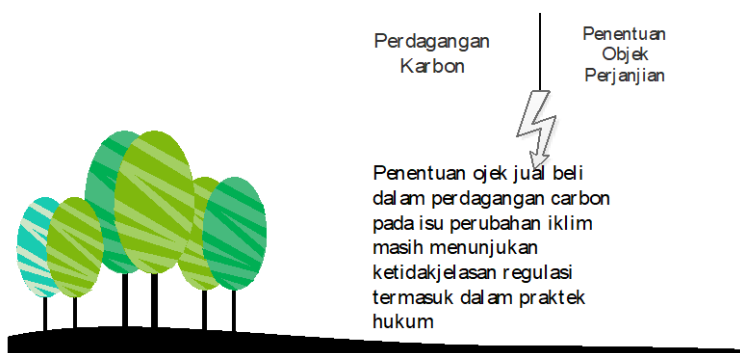 Perdagangan
Karbon
Penentuan
Objek
Perjanjian
Penentuan ojek jual beli
dalam perdagangan carbon
pada isu perubahan iklim
masih menunjukan
ketidakjelasan regulasi
termasuk dalam praktek
hukum